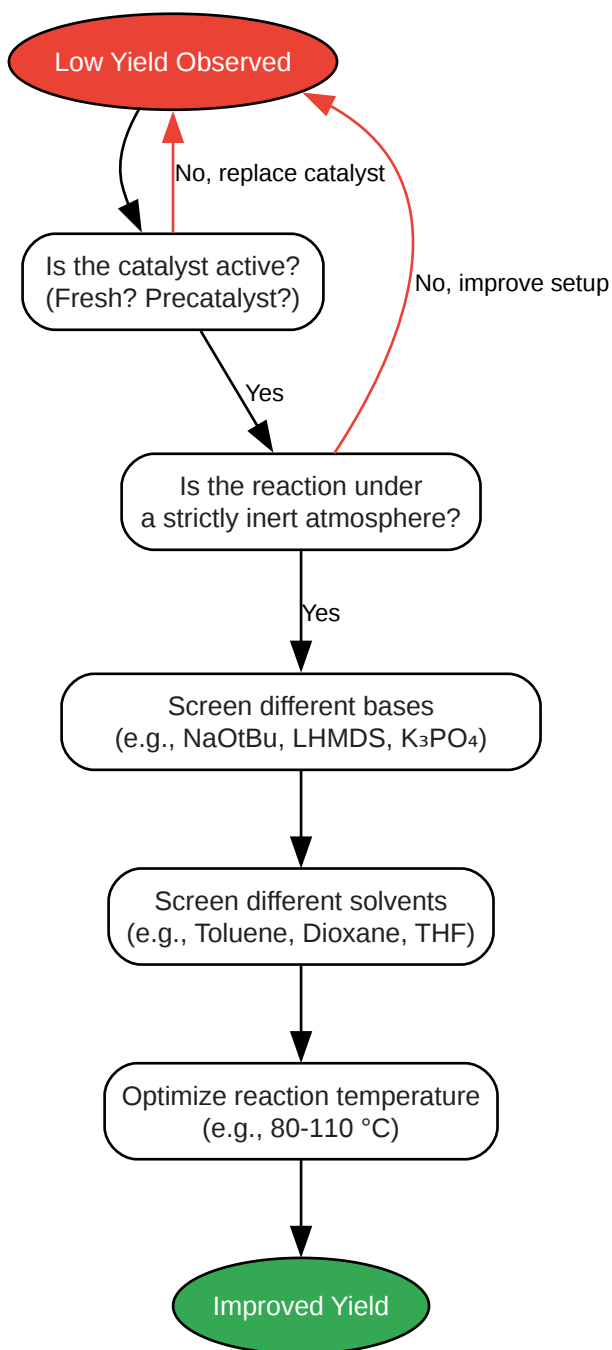 Low Yield Observed
No, replace catalyst
Is the catalyst active?
(Fresh? Precatalyst?)
No, improve setup
Yes
Is the reaction under
a strictly inert atmosphere?
Yes
Screen different bases
(e.g., NaOtBu, LHMDS, K₃PO₄)
Screen different solvents
(e.g., Toluene, Dioxane, THF)
Optimize reaction temperature
(e.g., 80-110 °C)
Improved Yield